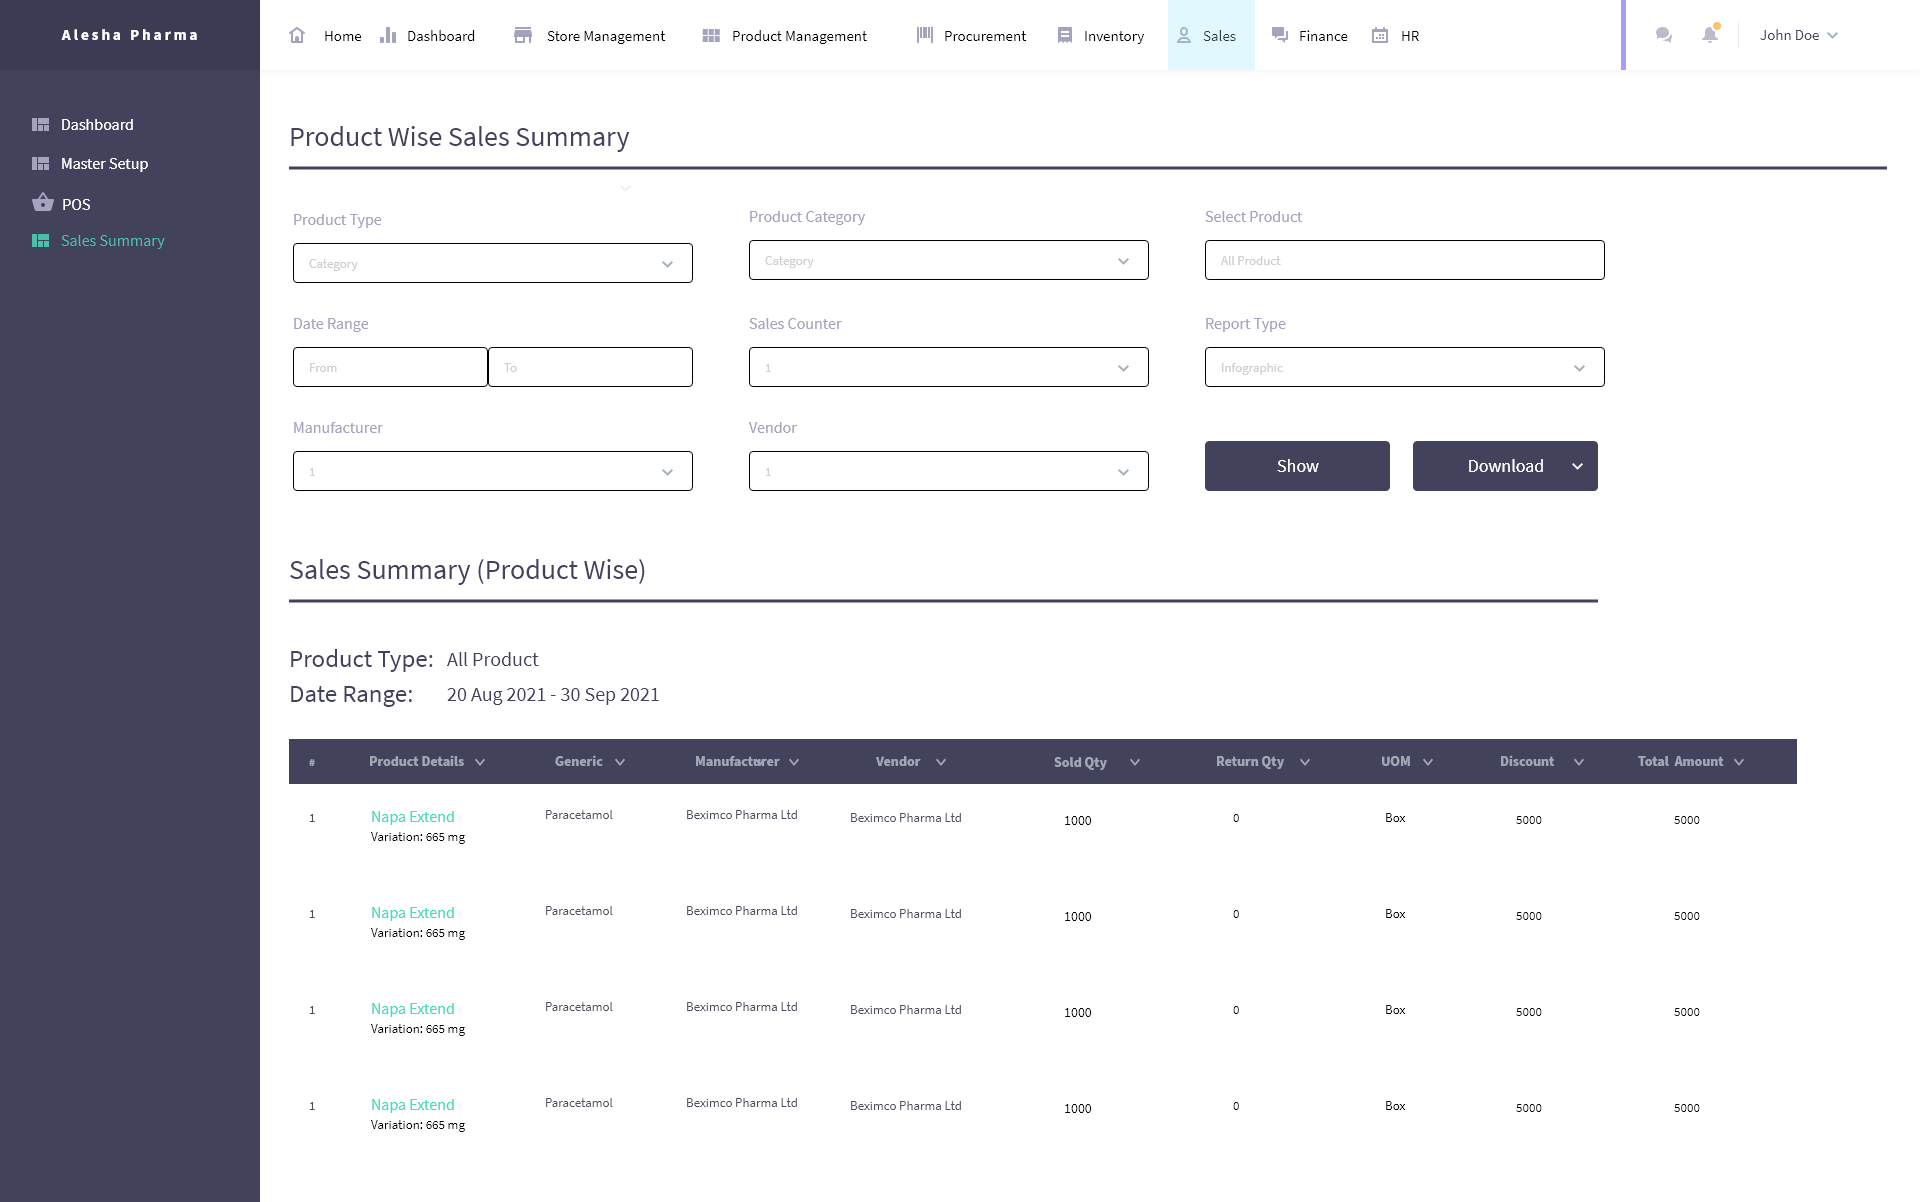 Alesha Pharma
Home Dashboard Store Management Product Management Procurement Inventory Sales Finance HR John Doe
Dashboard
Master Setup
POS
Sales Summary
Product Wise Sales Summary
Product Type Product Category Select Product
Category Category All Product
Date Range Sales Counter Report Type
From To 1 Infographic
Manufacturer Vendor
1 1 Show Download
Sales Summary (Product Wise)
Product Type: All Product
Date Range: 20 Aug 2021 - 30 Sep 2021
# Product Details Generic Manufacturer Vendor Sold Qty Return Qty UOM Discount Total Amount
1 Napa Extend Paracetamol Beximco Pharma Ltd Beximco Pharma Ltd 1000 0 Box 5000 5000
Variation: 665 mg
1 Napa Extend Paracetamol Beximco Pharma Ltd Beximco Pharma Ltd 1000 0 Box 5000 5000
Variation: 665 mg
1 Napa Extend Paracetamol Beximco Pharma Ltd Beximco Pharma Ltd 1000 0 Box 5000 5000
Variation: 665 mg
1 Napa Extend Paracetamol Beximco Pharma Ltd Beximco Pharma Ltd 1000 0 Box 5000 5000
Variation: 665 mg